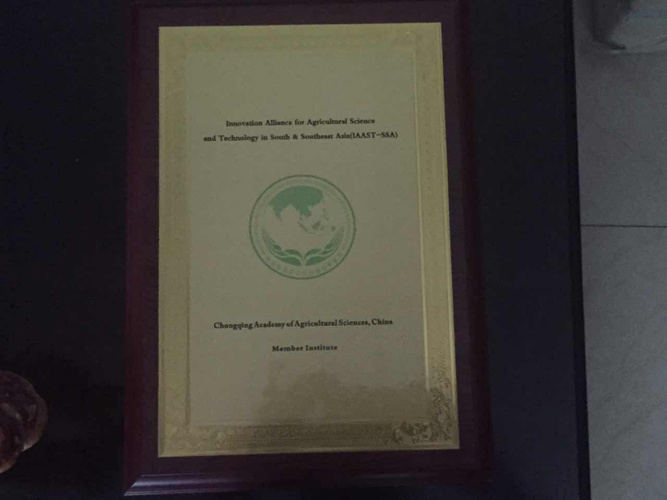 Innovation Alliance for Agricultural Science
and Technology in South & Southeast Asia(IAAST-SSA)
Chongqing Academy of Agricultural Sciences, China
Member Institute